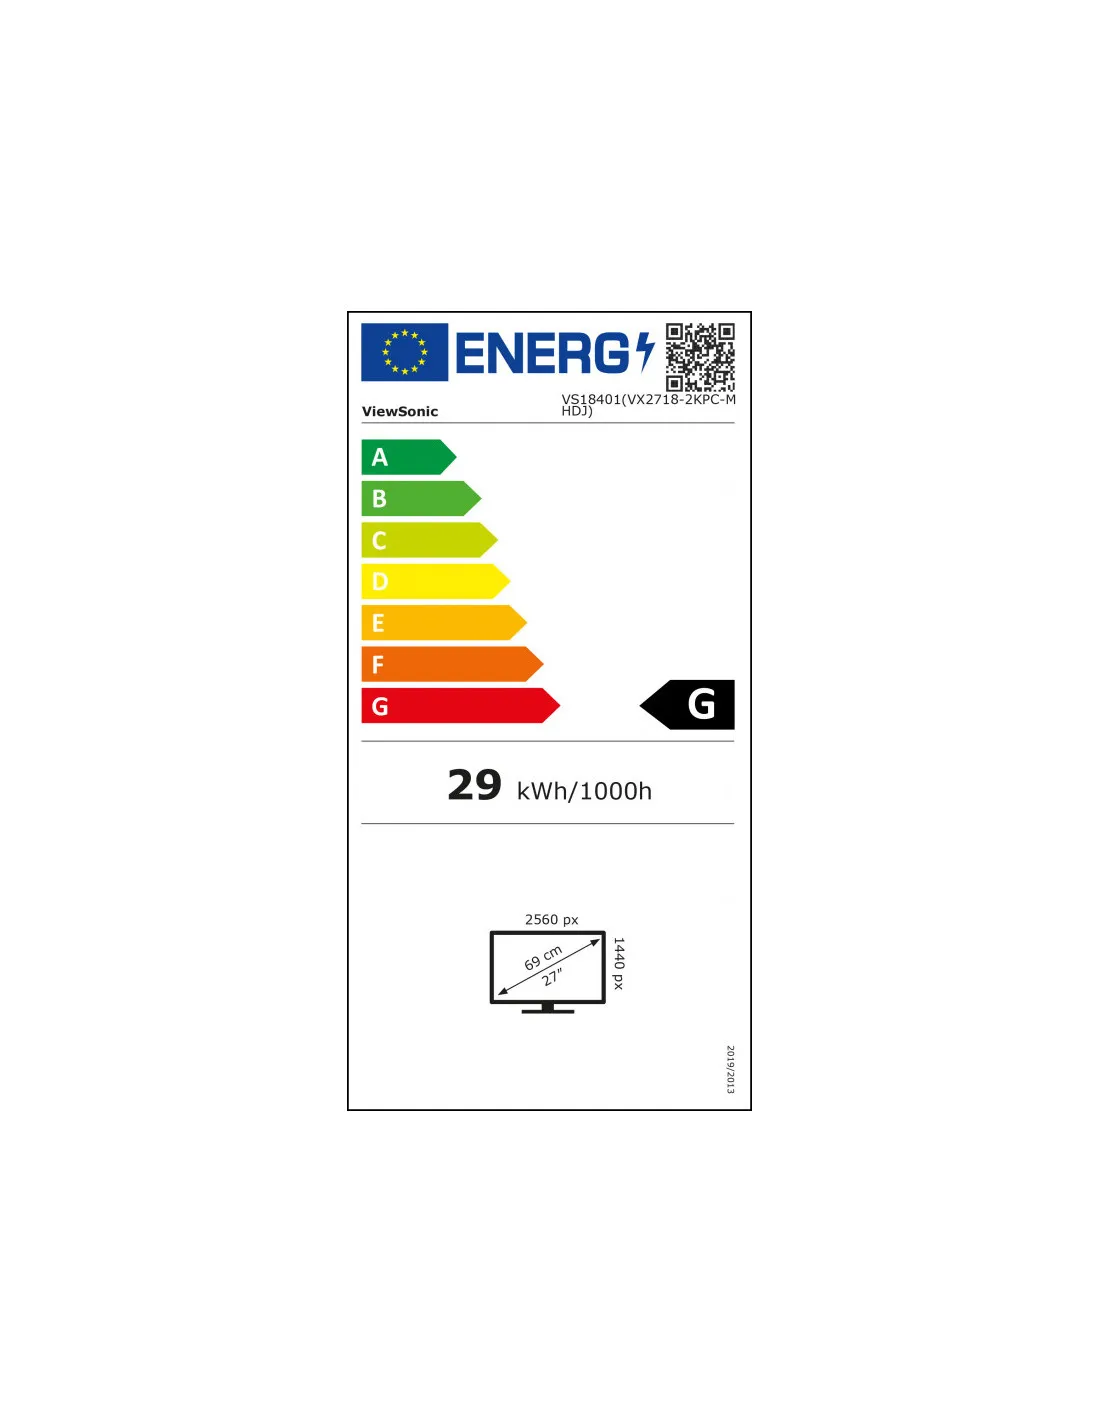 ENERG
ViewSonic
VS18401(VX2718-2KPC-M
HDJ)
A
B
C
D
E
F
G
G
29 kWh/1000h
2560 px
1440 px
69 cm
27”
2019/2013